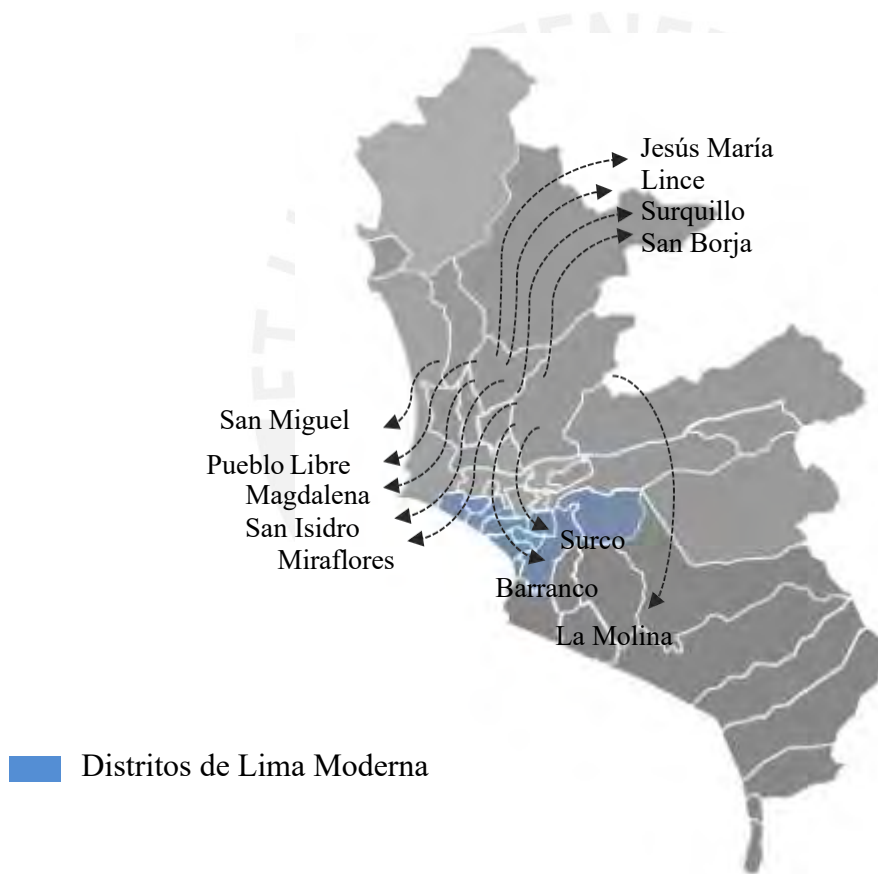 Jesús María
Lince
Surquillo
San Borja
San Miguel
Pueblo Libre
Magdalena
San Isidro
Miraflores
Surco
Barranco
La Molina
Distritos de Lima Moderna